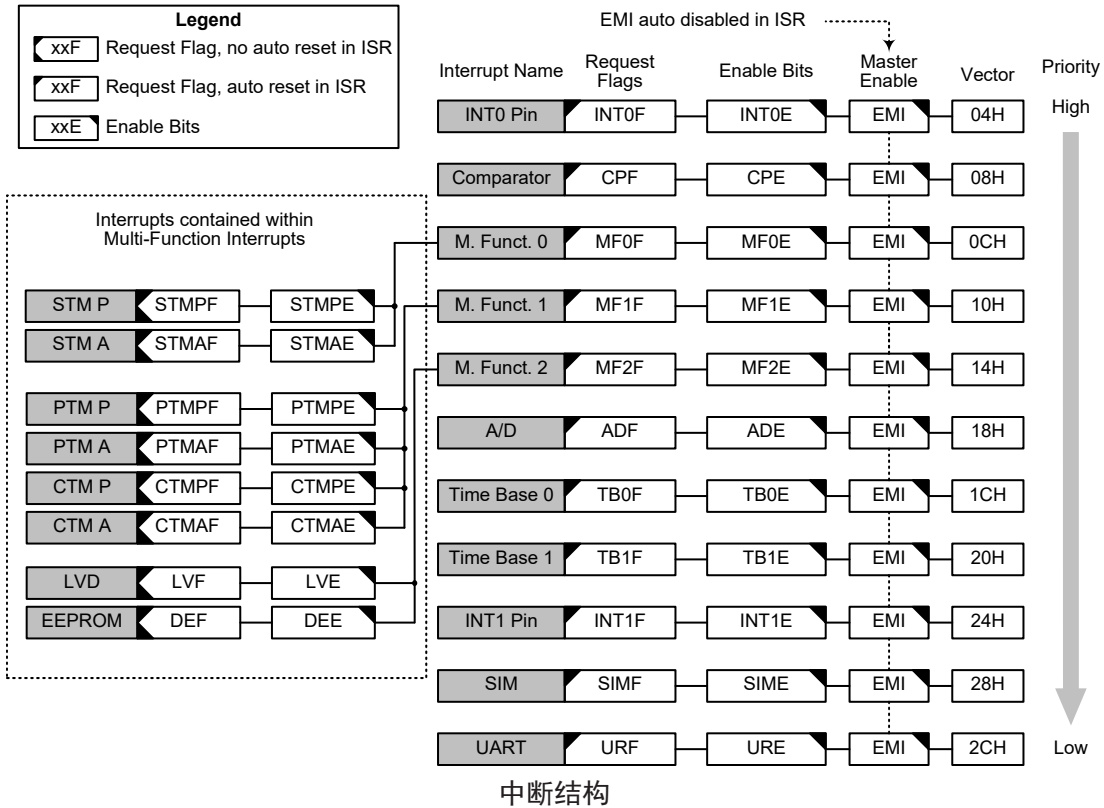 Legend
xxF Request Flag, no auto reset in ISR
xxF Request Flag, auto reset in ISR
xxE Enable Bits
EMI auto disabled in ISR
Interrupt Name Request Flags Enable Bits Master Enable Vector Priority
INT0 Pin INT0F INT0E EMI 04H High
Comparator CPF CPE EMI 08H
Interrupts contained within
Multi-Function Interrupts
M. Funct. 0 MF0F MF0E EMI 0CH
STM P STMPF STMPE M. Funct. 1 MF1F MF1E EMI 10H
STM A STMAF STMAE
M. Funct. 2 MF2F MF2E EMI 14H
PTM P PTMPF PTMPE
PTM A PTMAF PTMAE
A/D ADF ADE EMI 18H
CTM P CTMPF CTMPE
Time Base 0 TB0F TB0E EMI 1CH
CTM A CTMAF CTMAE
Time Base 1 TB1F TB1E EMI 20H
LVD LVF LVE
EEPROM DEF DEE
INT1 Pin INT1F INT1E EMI 24H
SIM SIMF SIME EMI 28H
UART URF URE EMI 2CH Low
中断结构